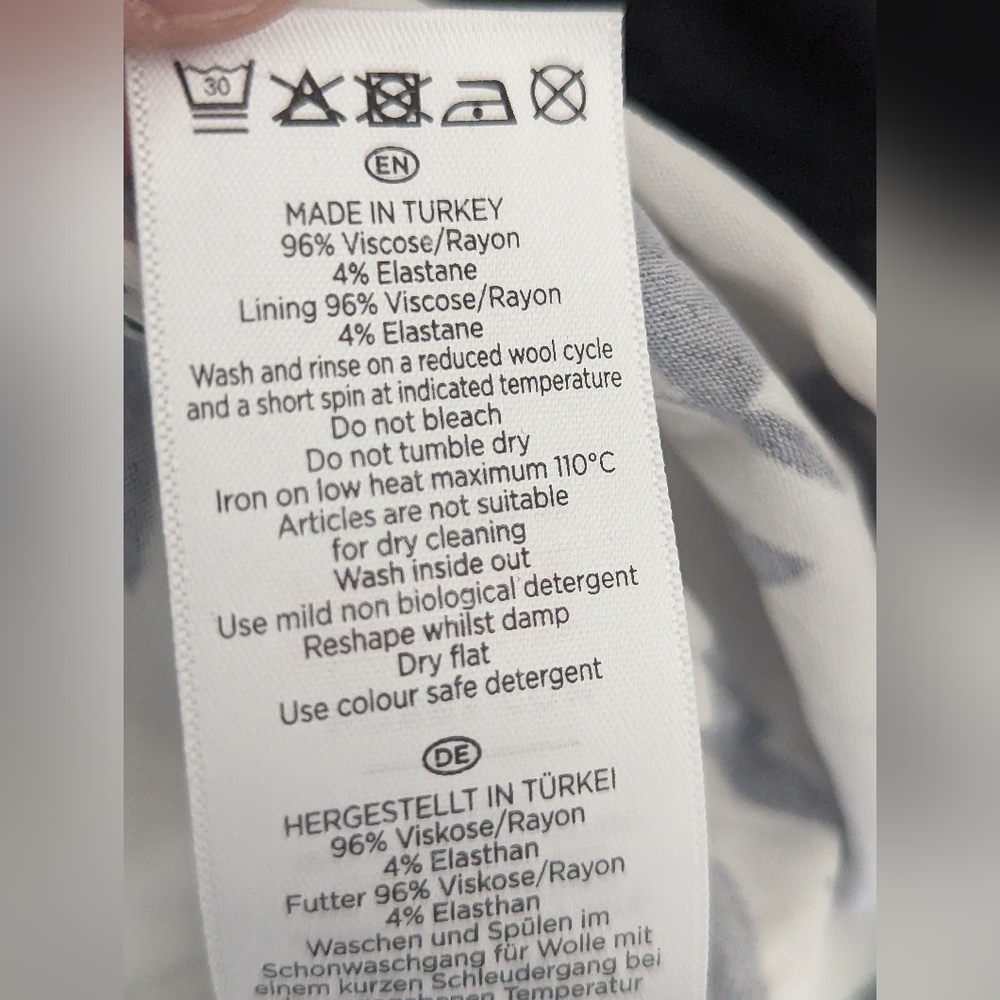 30
EN
MADE IN TURKEY
96% Viscose/Rayon
4% Elastane
Lining 96% Viscose/Rayon
4% Elastane
Wash and rinse on a reduced wool cycle
and a short spin at indicated temperature
Do not bleach
Do not tumble dry
Iron on low heat maximum 110°C
Articles are not suitable
for dry cleaning
Wash inside out
Use mild non biological detergent
Reshape whilst damp
Dry flat
Use colour safe detergent
DE
HERGESTELLT IN TÜRKEI
96% Viskose/Rayon
4% Elasthan
Futter 96% Viskose/Rayon
4% Elasthan
Waschen und Spülen im
Schonwaschgang für Wolle mit
einem kurzen Schleudergang bei
Temperatur